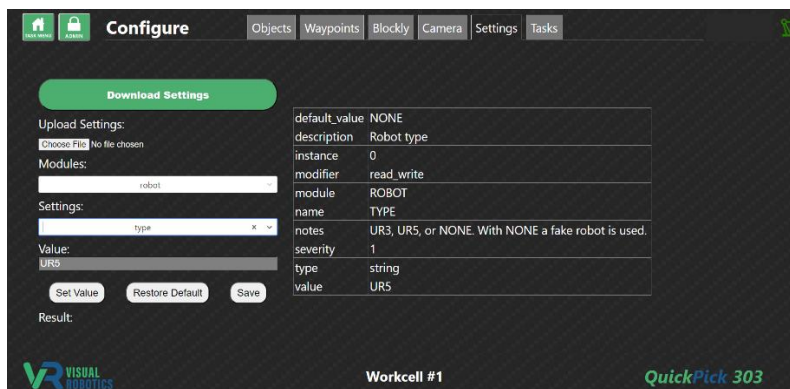 TASK MENU
ADMIN
Configure
Objects Waypoints Blockly Camera Settings Tasks
Download Settings
Upload Settings:
Choose File No file chosen
Modules:
robot
Settings:
type
Value:
UR5
Set Value Restore Default Save
Result:
default_value NONE
description Robot type
instance 0
modifier read_write
module ROBOT
name TYPE
notes UR3, UR5, or NONE. With NONE a fake robot is used.
severity 1
type string
value UR5
VR VISUAL
ROBOTICS
Workcell #1
QuickPick 303